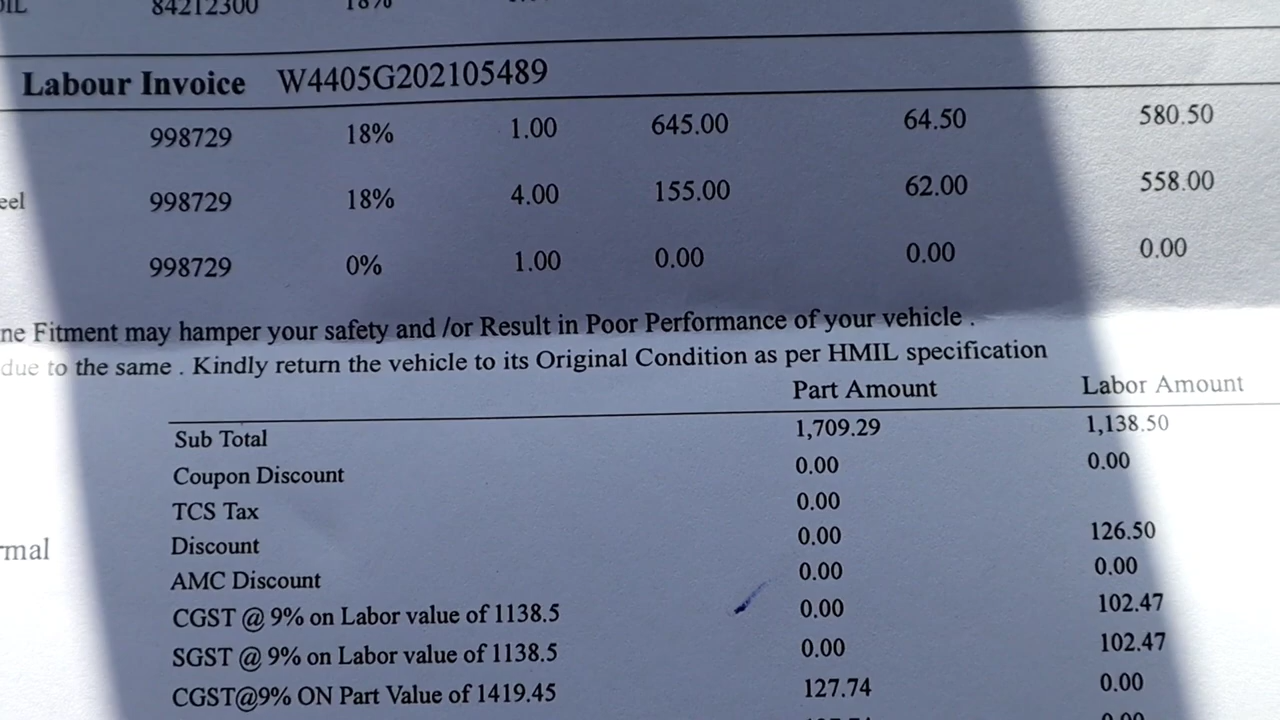 84212300 18%
Labour Invoice W4405G202105489
998729 18% 1.00 645.00 64.50 580.50
eel 998729 18% 4.00 155.00 62.00 558.00
998729 0% 1.00 0.00 0.00 0.00
ne Fitment may hamper your safety and /or Result in Poor Performance of your vehicle .
due to the same . Kindly return the vehicle to its Original Condition as per HMIL specification
Part Amount Labor Amount
Sub Total 1,709.29 1,138.50
Coupon Discount 0.00 0.00
TCS Tax 0.00
Discount 0.00 126.50
rmal
AMC Discount 0.00 0.00
CGST @ 9% on Labor value of 1138.5 0.00 102.47
SGST @ 9% on Labor value of 1138.5 0.00 102.47
CGST@9% ON Part Value of 1419.45 127.74 0.00